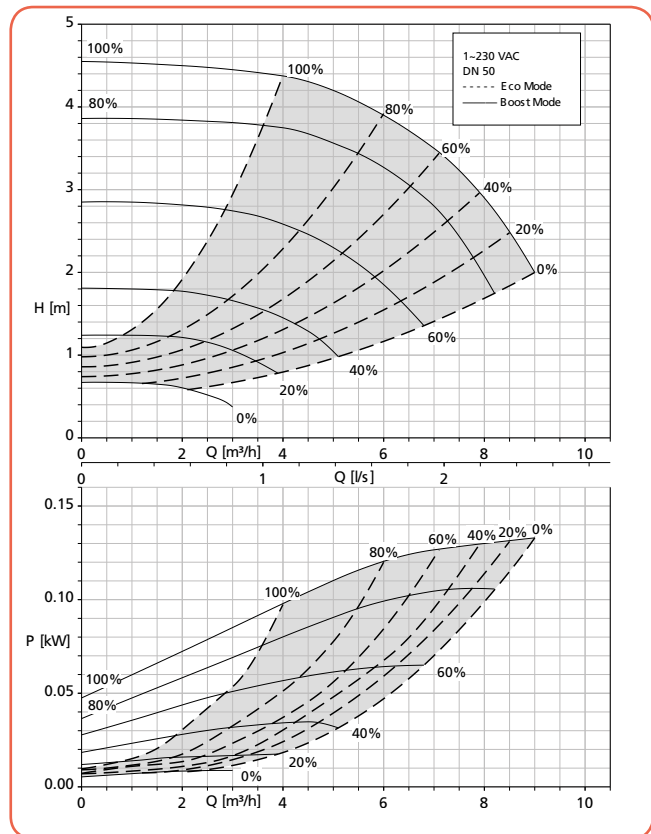 5
100%
1~230 VAC
DN 50
------ Eco Mode
Boost Mode
100%
4
80%
80%
60%
3
40%
20%
2
0%
H [m]
60%
1
40%
20%
0%
0
0 2 4 6 8 10
Q [m³/h]
0 1 2
Q [l/s]
0.15
80% 60% 40% 20% 0%
100%
0.10
P [kW]
100%
60%
0.05
80%
40%
20%
0%
0.00
0 2 4 6 8 10
Q [m³/h]